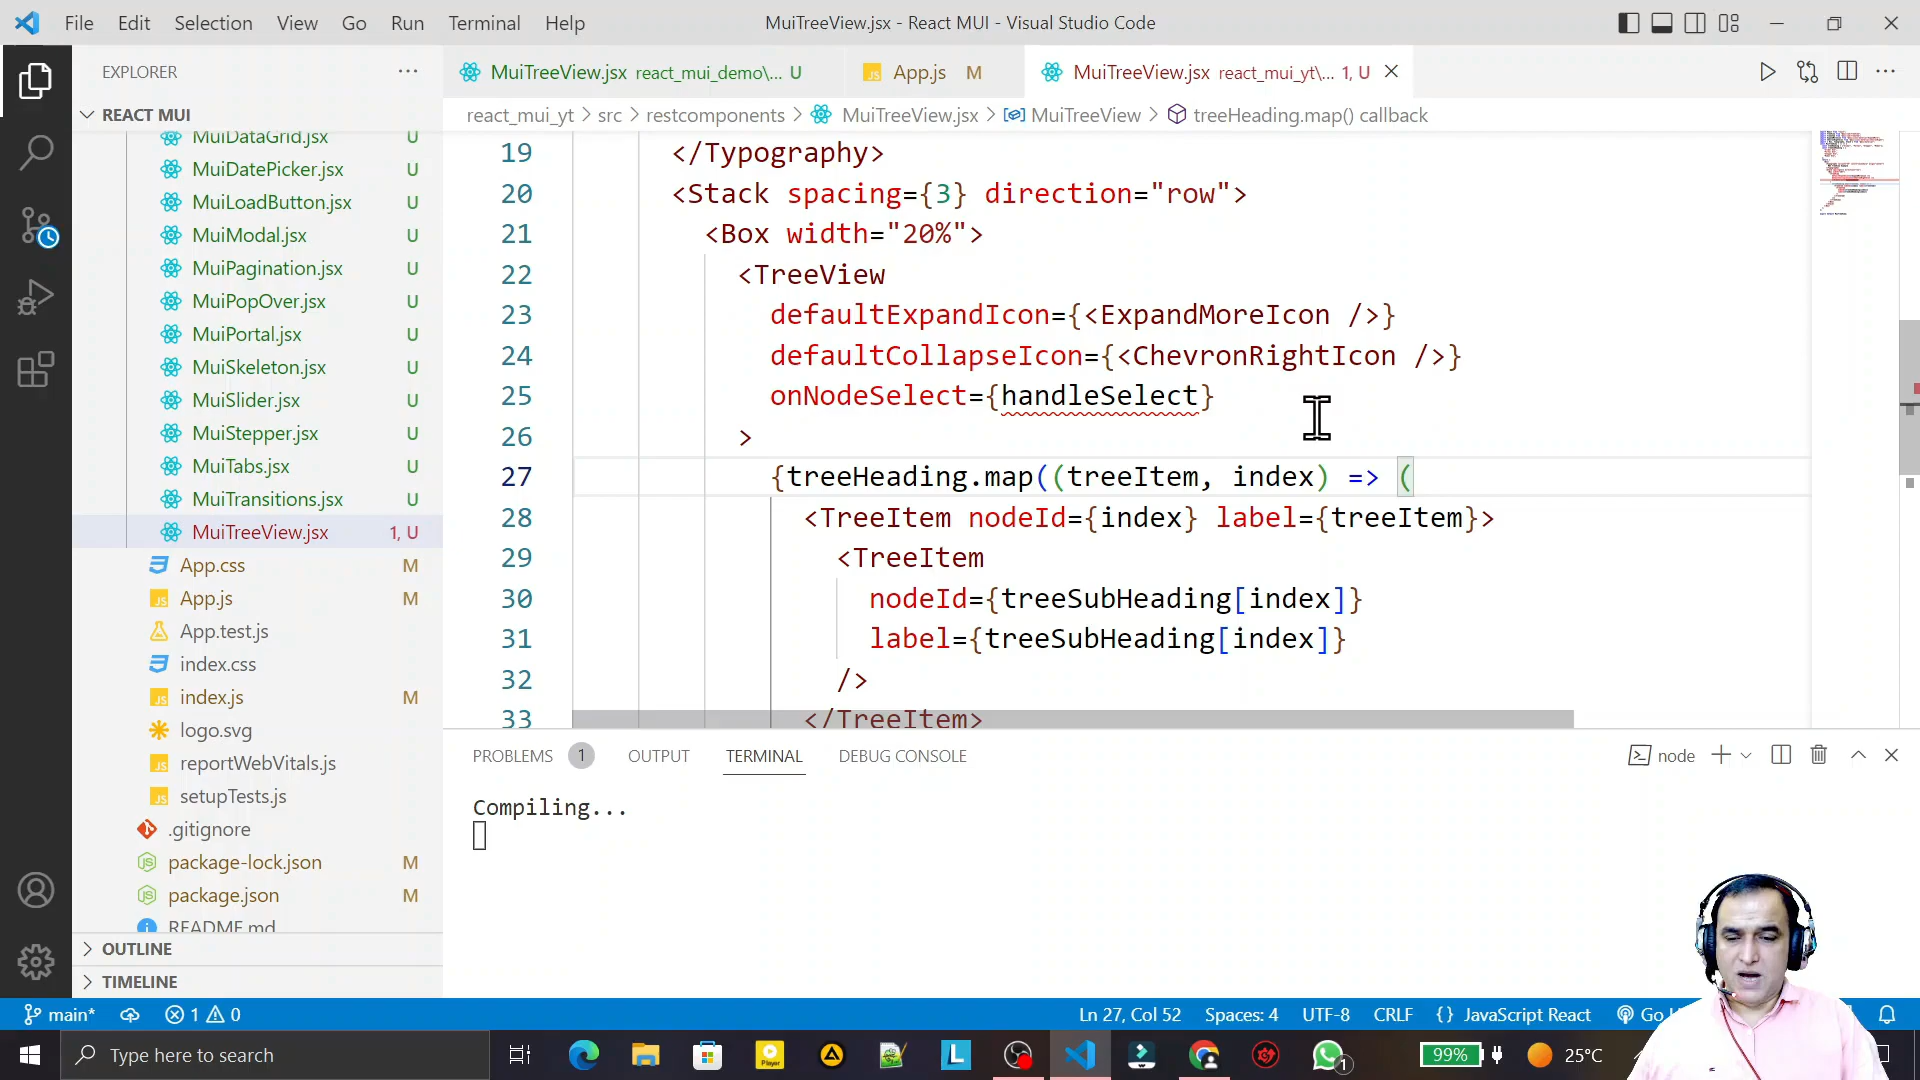 File Edit Selection View Go Run Terminal Help
MuiTreeView.jsx - React MUI - Visual Studio Code
EXPLORER
REACT MUI
MuiDataGrid.jsx U
MuiDatePicker.jsx U
MuiLoadButton.jsx U
MuiModal.jsx U
MuiPagination.jsx U
MuiPopOver.jsx U
MuiPortal.jsx U
MuiSkeleton.jsx U
MuiSlider.jsx U
MuiStepper.jsx U
MuiTabs.jsx U
MuiTransitions.jsx U
MuiTreeView.jsx 1, U
App.css M
App.js M
App.test.js
index.css
index.js M
logo.svg
reportWebVitals.js
setupTests.js
.gitignore
package-lock.json M
package.json M
README.md
OUTLINE
TIMELINE
MuiTreeView.jsx react_mui_demo\... U
App.js M
MuiTreeView.jsx react_mui_yt\... 1, U
react_mui_yt > src > restcomponents > MuiTreeView.jsx > MuiTreeView > treeHeading.map() callback
19 </Typography>
20 <Stack spacing={3} direction="row">
21 <Box width="20%">
22 <TreeView
23 defaultExpandIcon={<ExpandMoreIcon />}
24 defaultCollapseIcon={<ChevronRightIcon />}
25 onNodeSelect={handleSelect}
26 >
27 {treeHeading.map((treeItem, index) => (
28 <TreeItem nodeId={index} label={treeItem}>
29 <TreeItem
30 nodeId={treeSubHeading[index]}
31 label={treeSubHeading[index]}
32 />
33 </TreeItem>
PROBLEMS 1 OUTPUT TERMINAL DEBUG CONSOLE
node
Compiling...
main* 1 0
Ln 27, Col 52 Spaces: 4 UTF-8 CRLF {} JavaScript React Go
Type here to search
Player
L
1
99%
25°C